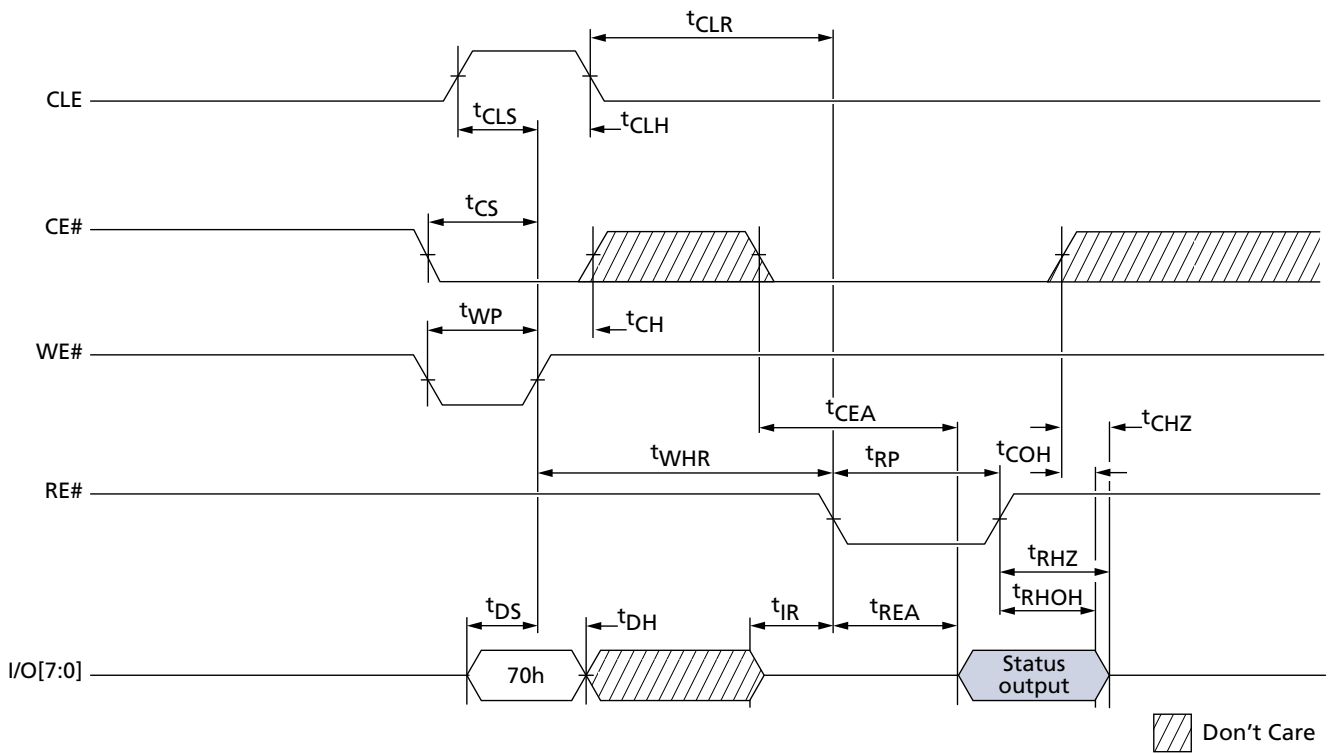 tCLR
CLE
tCLS
tCLH
tCS
CE#
tWP
tCH
WE#
tCEA
tCHZ
tWHR
tRP
tCOH
RE#
tRHZ
tRHOH
tDS
tDH
tIR
tREA
I/O[7:0]
70h
Status
output
Don't Care